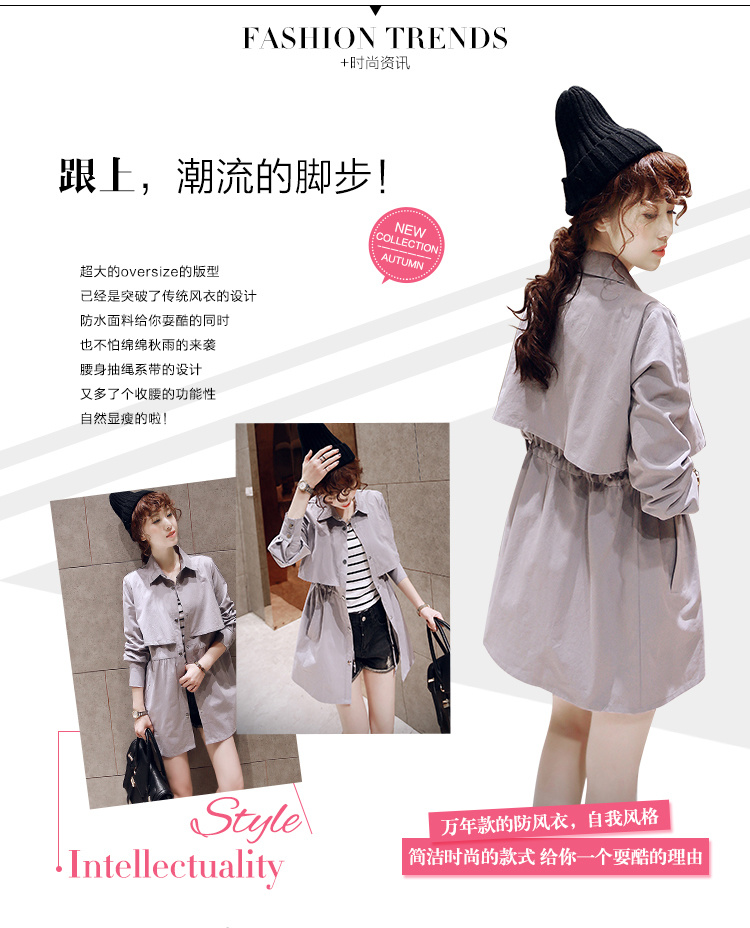 FASHION TRENDS
+时尚资讯
跟上，潮流的脚步！
NEW
COLLECTION
AUTUMN
超大的oversize的版型
已经是突破了传统风衣的设计
防水面料给你耍酷的同时
也不怕绵绵秋雨的来袭
腰身抽绳系带的设计
又多了个收腰的功能性
自然显瘦的啦！
Style
Intellectuality
万年款的防风衣，自我风格
简洁时尚的款式 给你一个耍酷的理由